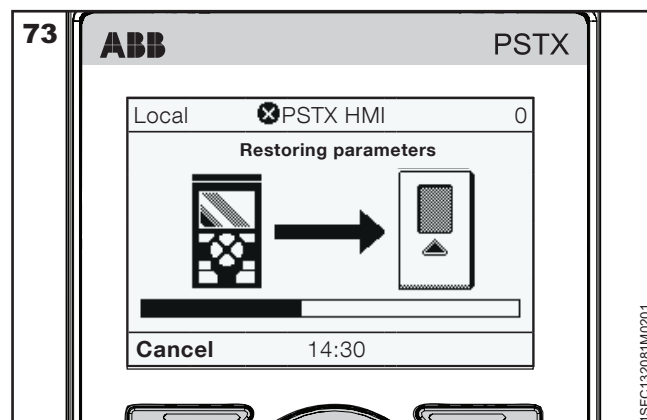 73
ABB PSTX
Local PSTX HMI 0
Restoring parameters
Cancel 14:30
1SFC132081M0201